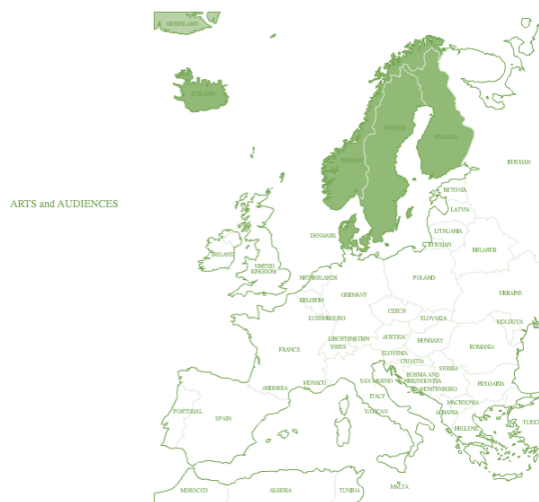 GREENLAND
ICELAND
SWEDEN
FINLAND
NORWAY
RUSSIAN
ARTS and AUDIENCES
ESTONIA
LATVIA
DENMARK
LITHUANIA
RUSSIAN
BELARUS
IRELAND
UNITED
KINGDOM
NETHERLANDS
POLAND
BELGIUM
GERMANY
UKRAINE
LUXEMBOURG
CZECH
SLOVAKIA
MOLDOVA
LIECHTENSTEIN
SWISS
AUSTRIA
HUNGARY
ROMANIA
FRANCE
SLOVENIA
CROATIA
SERBIA
BOSNIA AND
HERZEGOVINA
MONACO
SAN MARINO
ANDORRA
MONTENEGRO
BULGARIA
ITALY
MACEDONIA
PORTUGAL
SPAIN
VATICAN
ALBANIA
HELLENIC
TURKEY
MOROCCO
ALGERIA
TUNISIA
MALTA